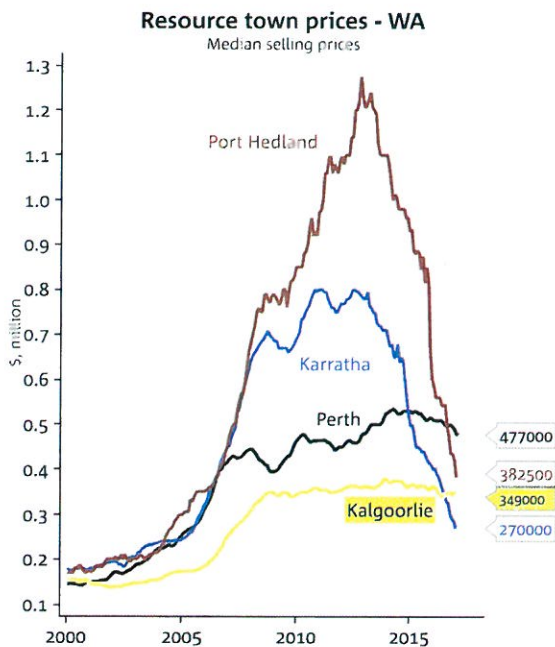 Resource town prices - WA
Median selling prices
$, million
1.3
1.2
1.1
1.0
0.9
0.8
0.7
0.6
0.5
0.4
0.3
0.2
0.1
Port Hedland
Karratha
Perth
Kalgoorlie
477000
382500
349000
270000
2000 2005 2010 2015